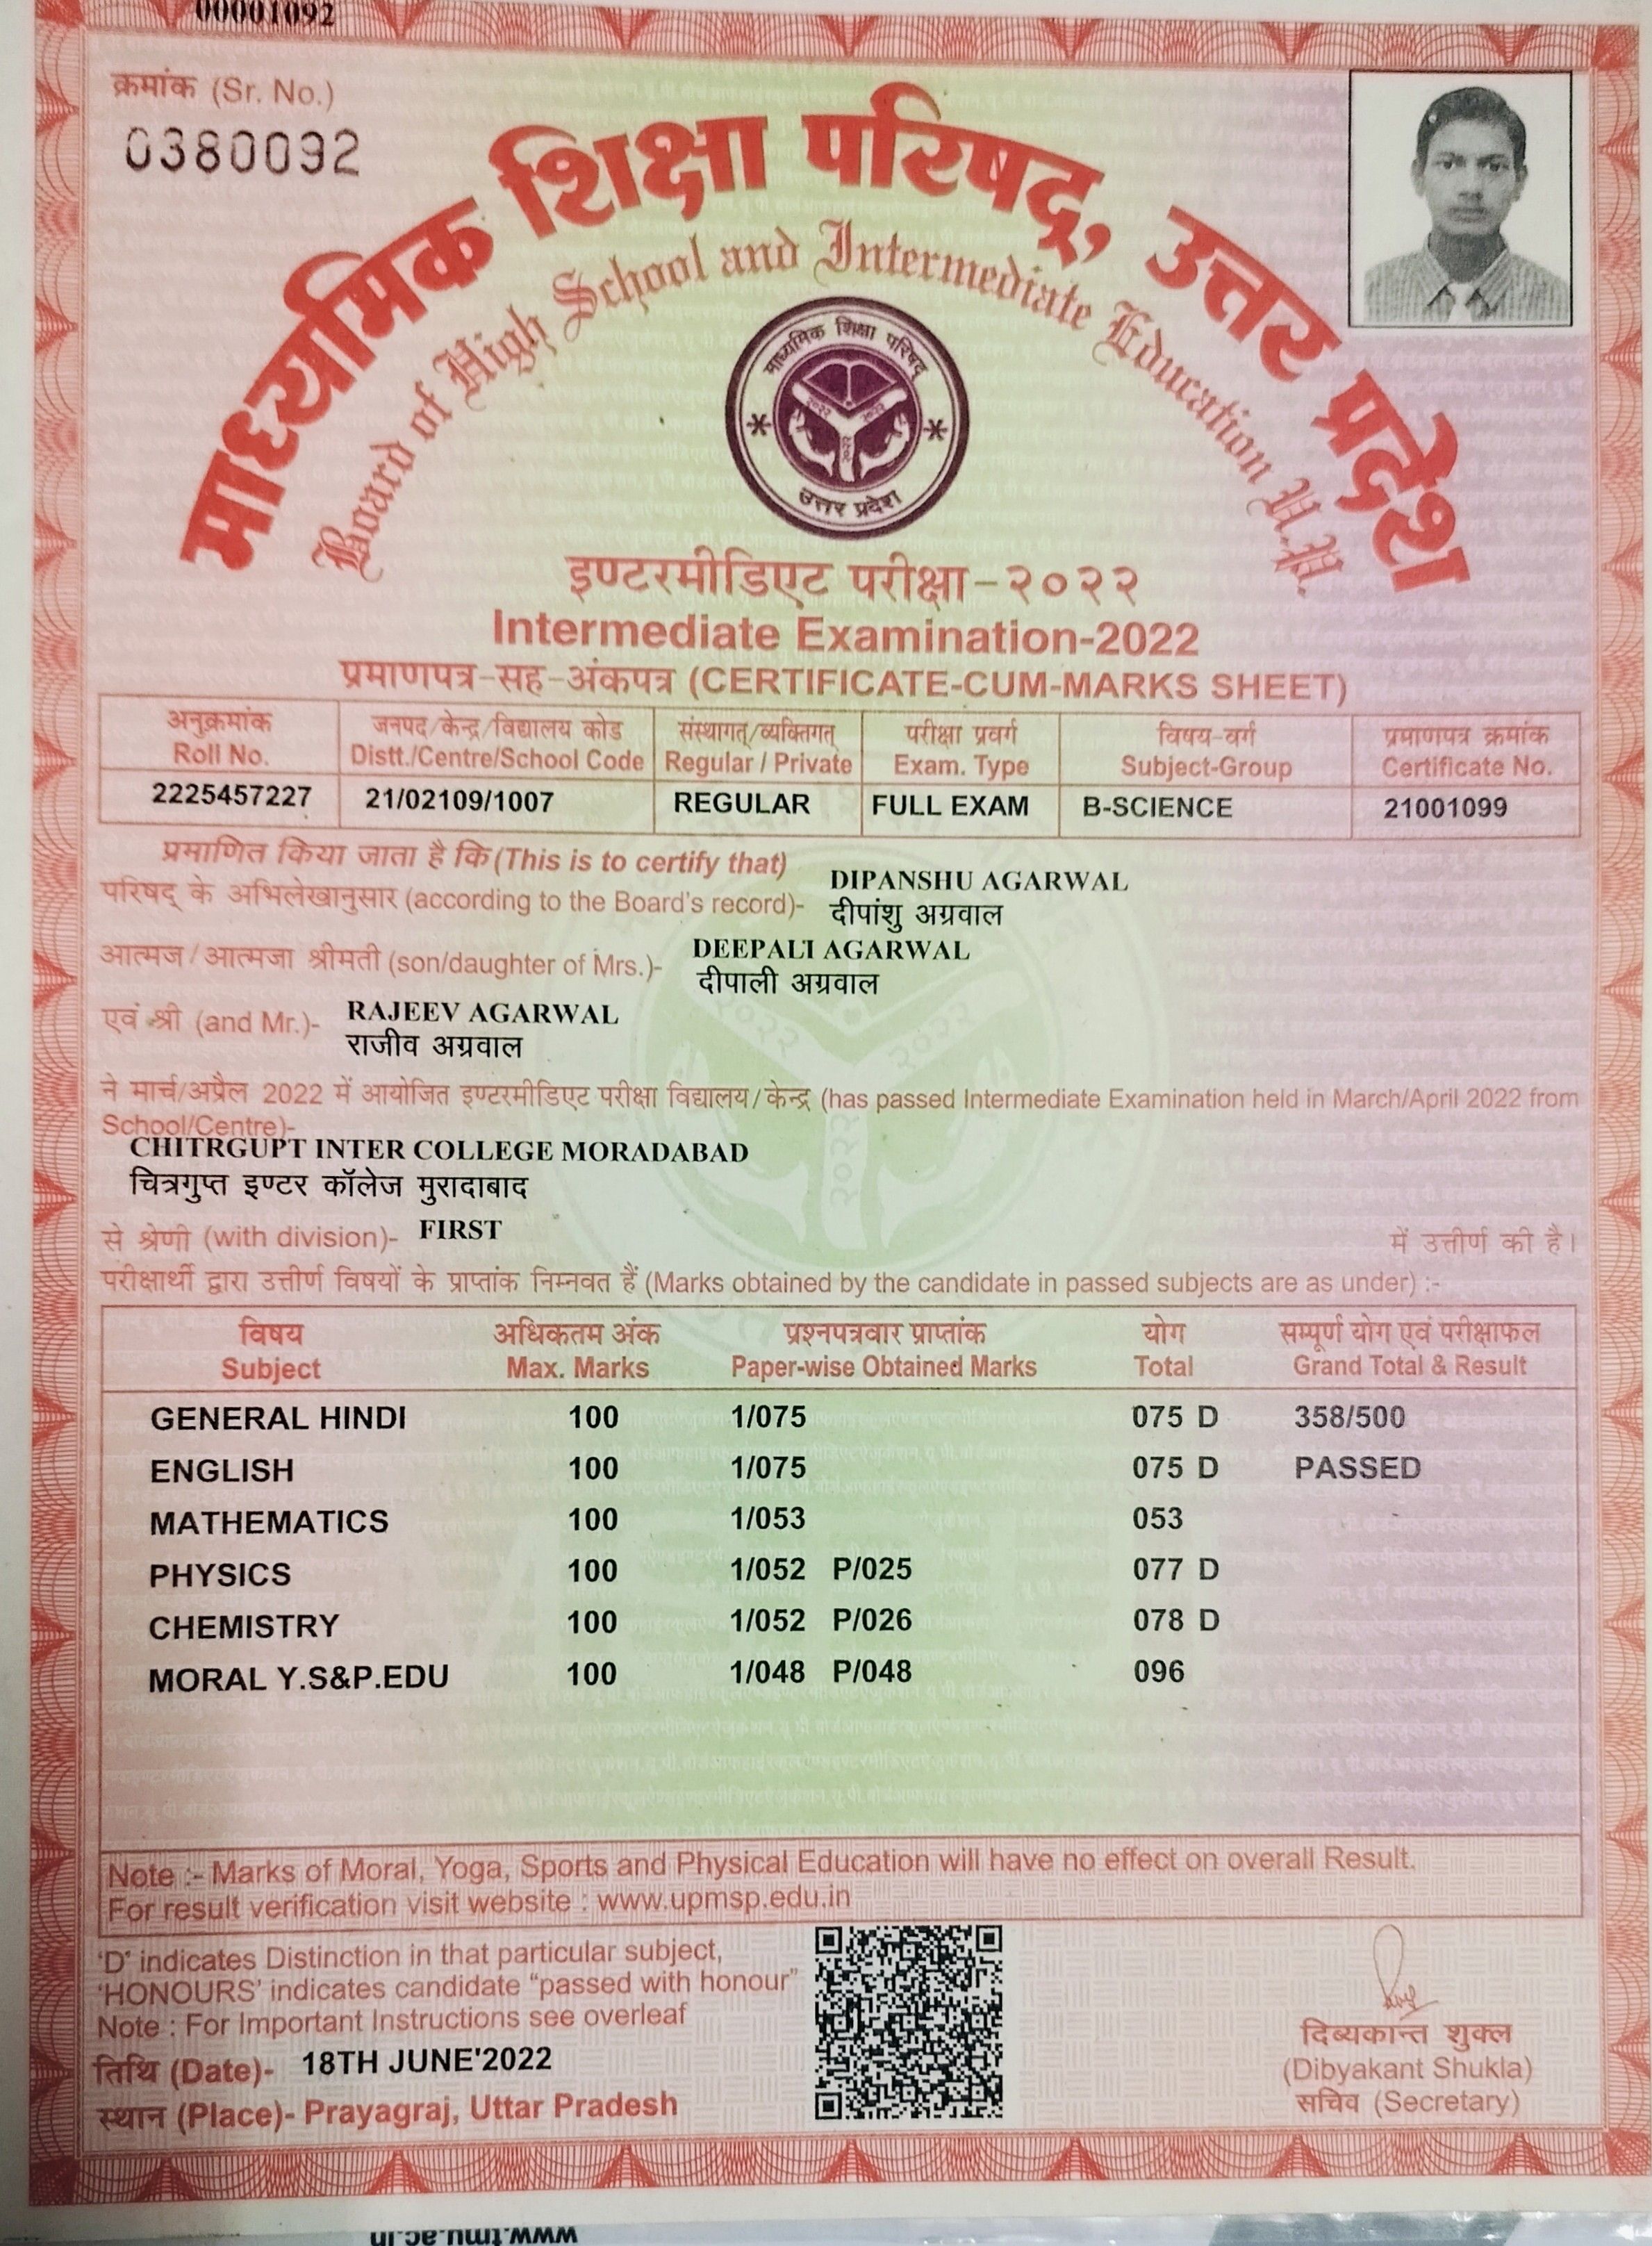 00001092
क्रमांक (Sr. No.)
0380092
माध्यमिक शिक्षा परिषद्, उत्तर प्रदेश
Board of High School and Intermediate Education U.P.
माध्यमिक शिक्षा परिषद्
उत्तर प्रदेश
इण्टरमीडिएट परीक्षा-२०२२
Intermediate Examination-2022
प्रमाणपत्र-सह-अंकपत्र (CERTIFICATE-CUM-MARKS SHEET)
अनुक्रमांक जनपद/केन्द्र/विद्यालय कोड संस्थागत्/व्यक्तिगत् परीक्षा प्रवर्ग विषय-वर्ग प्रमाणपत्र क्रमांक
Roll No. Distt./Centre/School Code Regular / Private Exam. Type Subject-Group Certificate No.
2225457227 21/02109/1007 REGULAR FULL EXAM B-SCIENCE 21001099
प्रमाणित किया जाता है कि (This is to certify that)
परिषद् के अभिलेखानुसार (according to the Board's record)- DIPANSHU AGARWAL
दीपांशु अग्रवाल
आत्मज/आत्मजा श्रीमती (son/daughter of Mrs.)- DEEPALI AGARWAL
दीपाली अग्रवाल
एवं श्री (and Mr.)- RAJEEV AGARWAL
राजीव अग्रवाल
ने मार्च/अप्रैल 2022 में आयोजित इण्टरमीडिएट परीक्षा विद्यालय/केन्द्र (has passed Intermediate Examination held in March/April 2022 from
School/Centre)-
CHITRGUPT INTER COLLEGE MORADABAD
चित्रगुप्त इण्टर कॉलेज मुरादाबाद
से श्रेणी (with division)- FIRST में उत्तीर्ण की है।
परीक्षार्थी द्वारा उत्तीर्ण विषयों के प्राप्तांक निम्नवत हैं (Marks obtained by the candidate in passed subjects are as under) :-
विषय अधिकतम अंक प्रश्नपत्रवार प्राप्तांक योग सम्पूर्ण योग एवं परीक्षाफल
Subject Max. Marks Paper-wise Obtained Marks Total Grand Total & Result
GENERAL HINDI 100 1/075 075 D 358/500
ENGLISH 100 1/075 075 D PASSED
MATHEMATICS 100 1/053 053
PHYSICS 100 1/052 P/025 077 D
CHEMISTRY 100 1/052 P/026 078 D
MORAL Y.S&P.EDU 100 1/048 P/048 096
Note :- Marks of Moral, Yoga, Sports and Physical Education will have no effect on overall Result.
For result verification visit website : www.upmsp.edu.in
'D' indicates Distinction in that particular subject,
'HONOURS' indicates candidate "passed with honour"
Note : For Important Instructions see overleaf
तिथि (Date)- 18TH JUNE'2022
स्थान (Place)- Prayagraj, Uttar Pradesh
दिब्यकान्त शुक्ल
(Dibyakant Shukla)
सचिव (Secretary)
www.tmu.ac.in